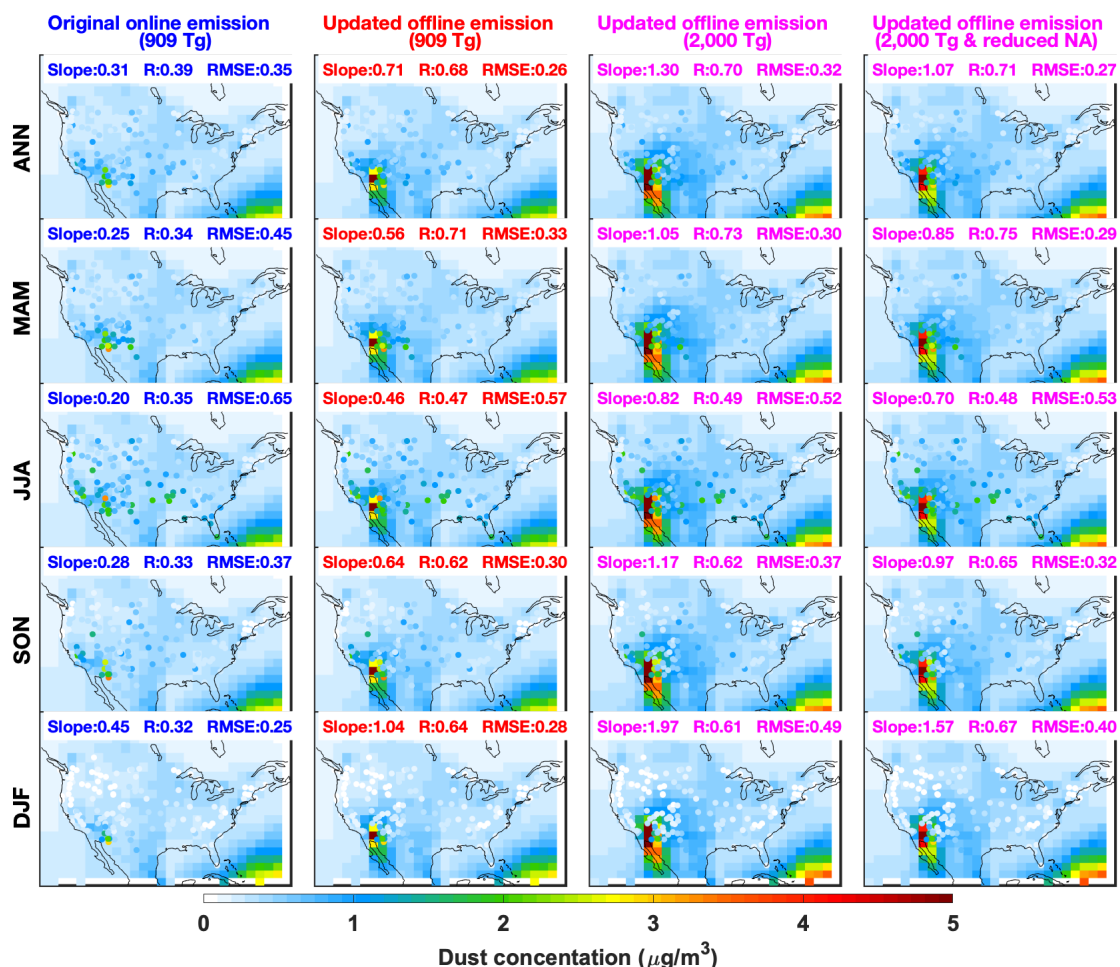 Original online emission
(909 Tg)
Updated offline emission
(909 Tg)
Updated offline emission
(2,000 Tg)
Updated offline emission
(2,000 Tg & reduced NA)
ANN
Slope:0.31 R:0.39 RMSE:0.35
Slope:0.71 R:0.68 RMSE:0.26
Slope:1.30 R:0.70 RMSE:0.32
Slope:1.07 R:0.71 RMSE:0.27
MAM
Slope:0.25 R:0.34 RMSE:0.45
Slope:0.56 R:0.71 RMSE:0.33
Slope:1.05 R:0.73 RMSE:0.30
Slope:0.85 R:0.75 RMSE:0.29
JJA
Slope:0.20 R:0.35 RMSE:0.65
Slope:0.46 R:0.47 RMSE:0.57
Slope:0.82 R:0.49 RMSE:0.52
Slope:0.70 R:0.48 RMSE:0.53
SON
Slope:0.28 R:0.33 RMSE:0.37
Slope:0.64 R:0.62 RMSE:0.30
Slope:1.17 R:0.62 RMSE:0.37
Slope:0.97 R:0.65 RMSE:0.32
DJF
Slope:0.45 R:0.32 RMSE:0.25
Slope:1.04 R:0.64 RMSE:0.28
Slope:1.97 R:0.61 RMSE:0.49
Slope:1.57 R:0.67 RMSE:0.40
0 1 2 3 4 5
Dust concentation (μg/m³)